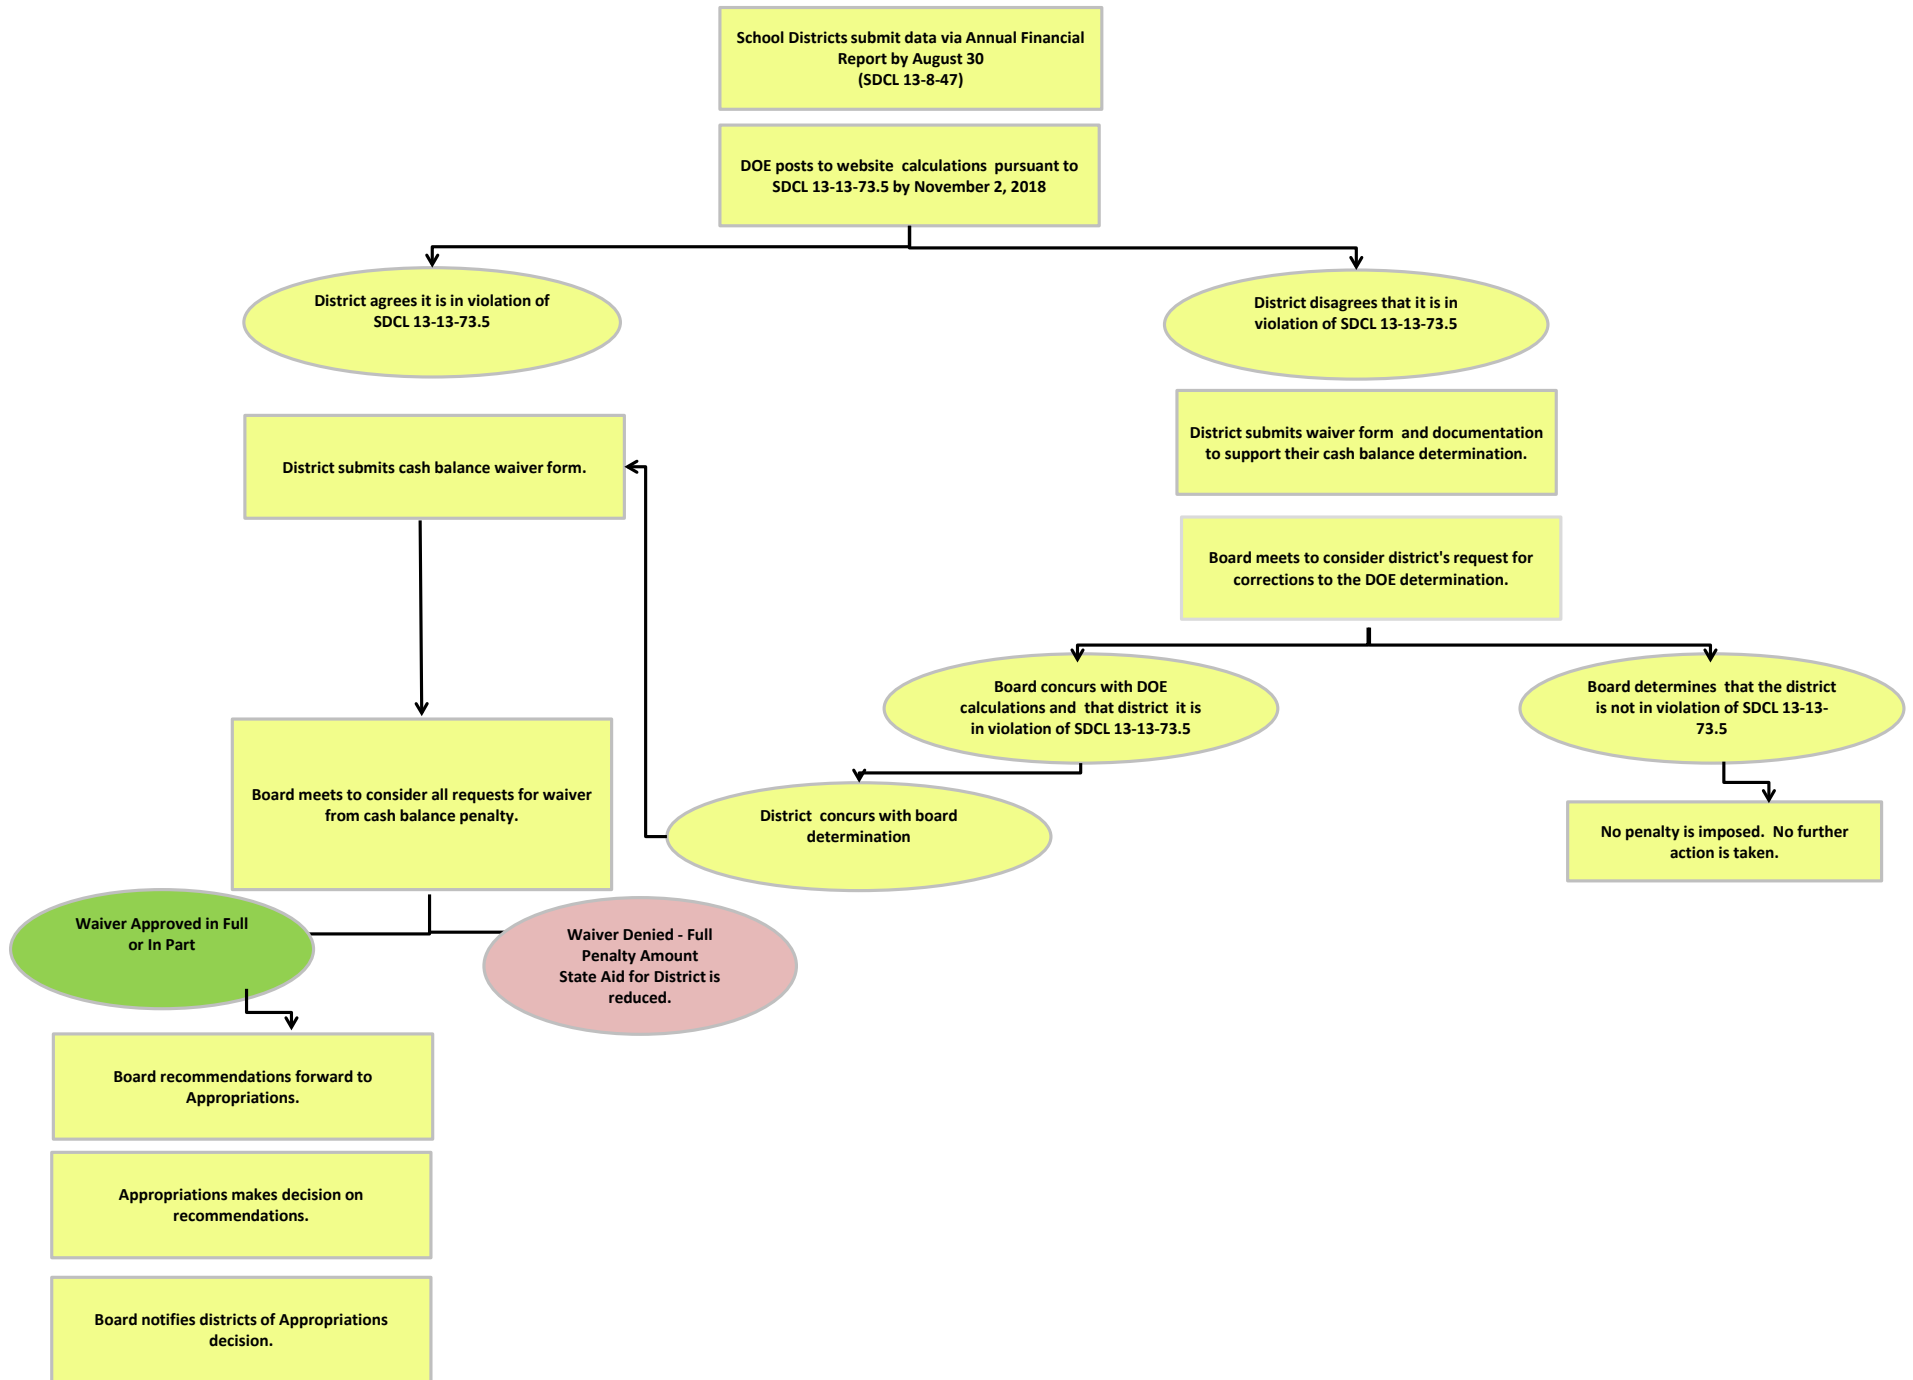 School Districts submit data via Annual Financial
Report by August 30
(SDCL 13-8-47)
DOE posts to website calculations pursuant to
SDCL 13-13-73.5 by November 2, 2018
District agrees it is in violation of
SDCL 13-13-73.5
District disagrees that it is in
violation of SDCL 13-13-73.5
District submits cash balance waiver form.
District submits waiver form and documentation
to support their cash balance determination.
Board meets to consider district's request for
corrections to the DOE determination.
Board concurs with DOE
calculations and that district it is
in violation of SDCL 13-13-73.5
Board determines that the district
is not in violation of SDCL 13-13-
73.5
Board meets to consider all requests for waiver
from cash balance penalty.
District concurs with board
determination
No penalty is imposed. No further
action is taken.
Waiver Approved in Full
or In Part
Waiver Denied - Full
Penalty Amount
State Aid for District is
reduced.
Board recommendations forward to
Appropriations.
Appropriations makes decision on
recommendations.
Board notifies districts of Appropriations
decision.